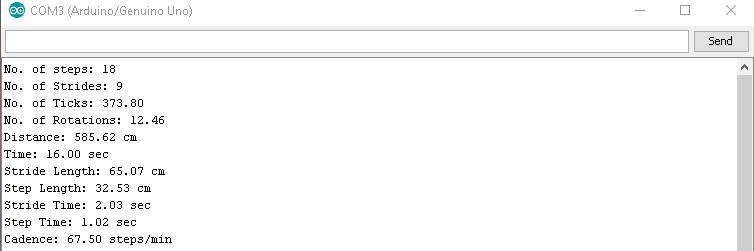 COM3 (Arduino/Genuino Uno)
Send
No. of steps: 18
No. of Strides: 9
No. of Ticks: 373.80
No. of Rotations: 12.46
Distance: 585.62 cm
Time: 16.00 sec
Stride Length: 65.07 cm
Step Length: 32.53 cm
Stride Time: 2.03 sec
Step Time: 1.02 sec
Cadence: 67.50 steps/min